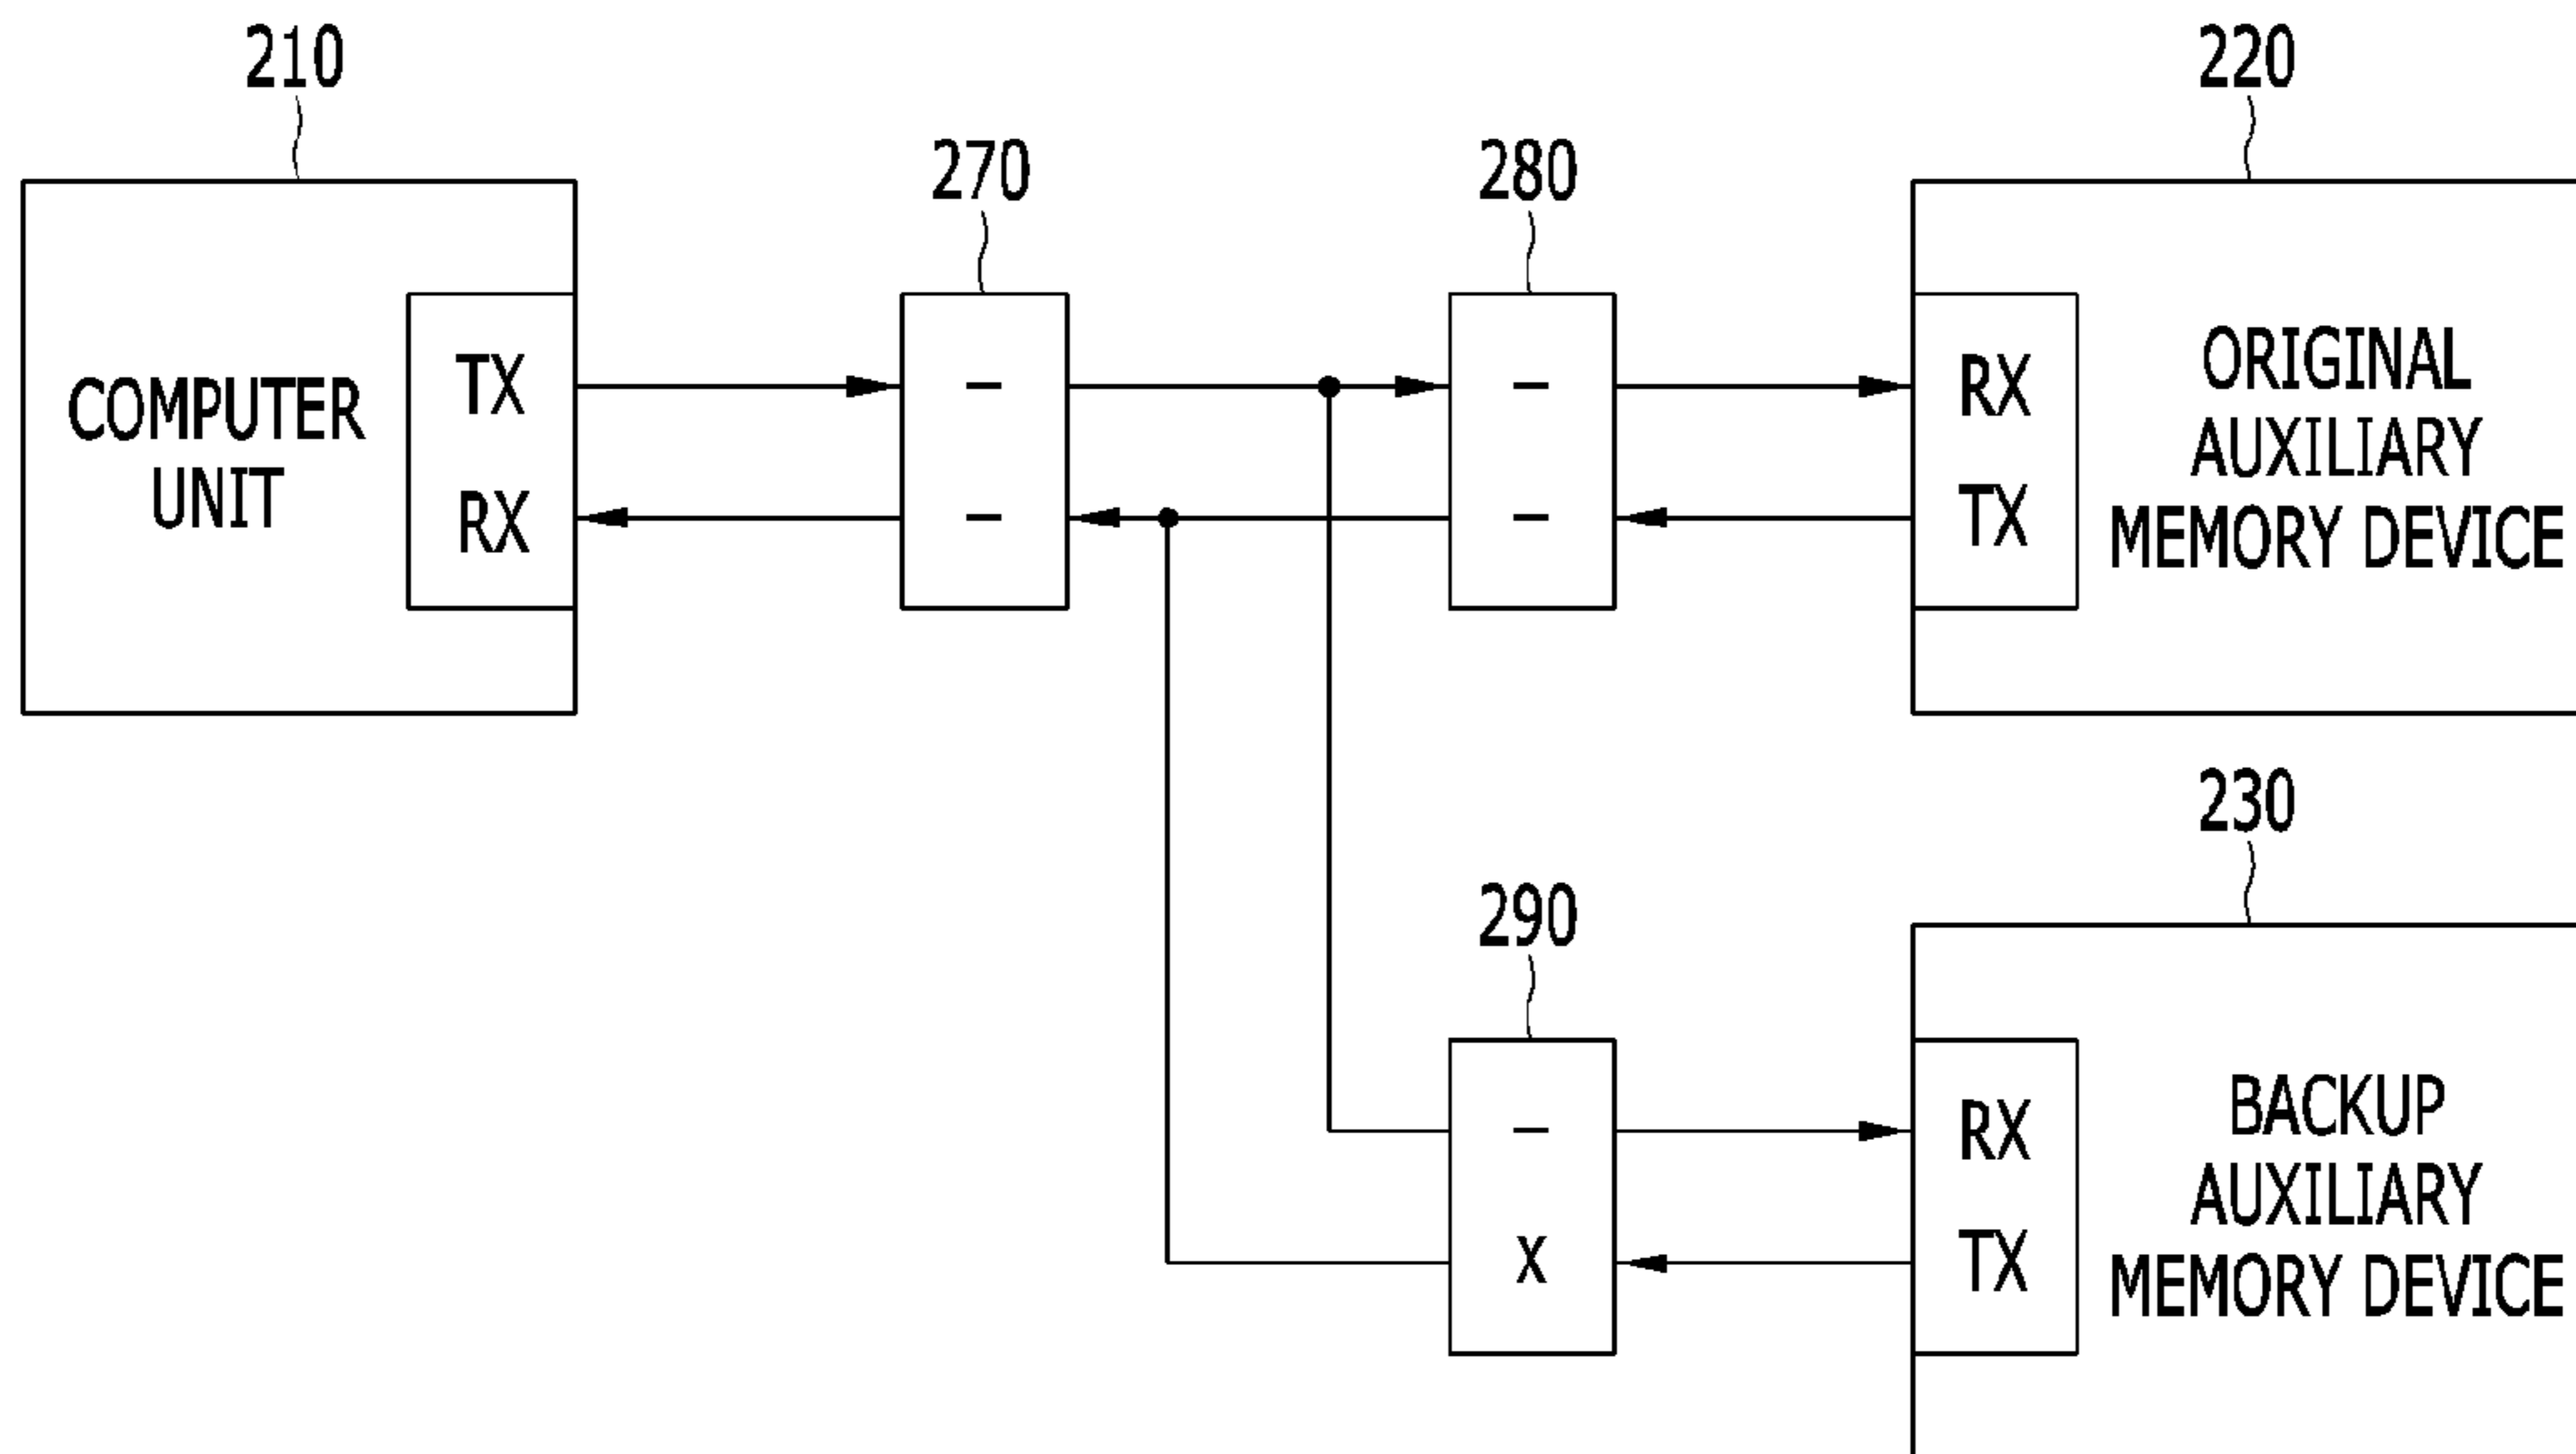 210
220
270
280
COMPUTER
UNIT
TX
RX
–
–
–
–
RX
TX
ORIGINAL
AUXILIARY
MEMORY DEVICE
230
290
–
X
RX
TX
BACKUP
AUXILIARY
MEMORY DEVICE